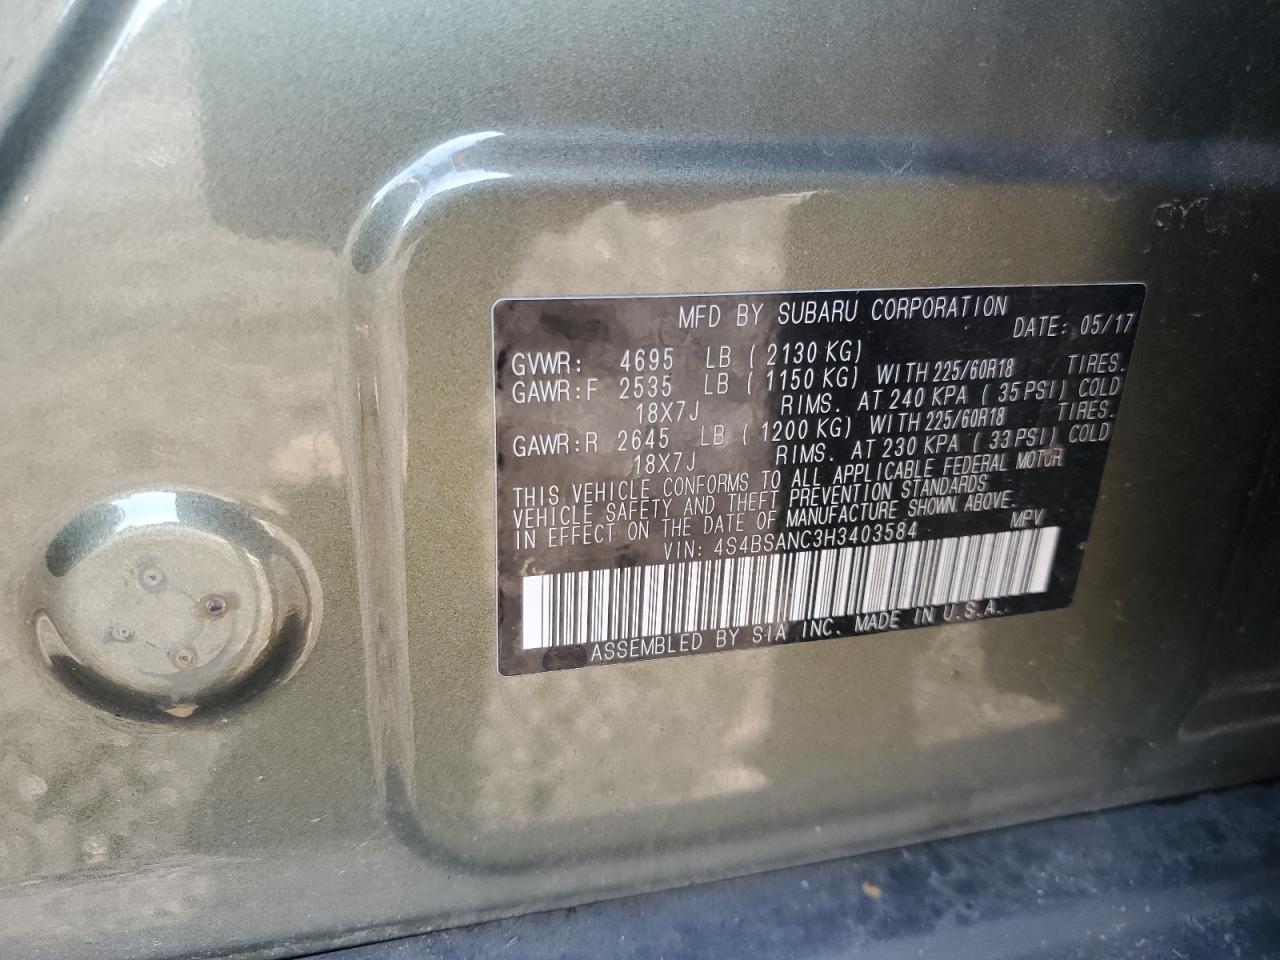 MFD BY SUBARU CORPORATION
DATE: 05/17
GVWR: 4695 LB ( 2130 KG)
GAWR:F 2535 LB ( 1150 KG) WITH 225/60R18 TIRES.
18X7J RIMS. AT 240 KPA ( 35 PSI) COLD
GAWR:R 2645 LB ( 1200 KG) WITH 225/60R18 TIRES.
18X7J RIMS. AT 230 KPA ( 33 PSI) COLD
THIS VEHICLE CONFORMS TO ALL APPLICABLE FEDERAL MOTOR
VEHICLE SAFETY AND THEFT PREVENTION STANDARDS
IN EFFECT ON THE DATE OF MANUFACTURE SHOWN ABOVE.
VIN: 4S4BSANC3H3403584 MPV
ASSEMBLED BY SIA INC. MADE IN U.S.A.